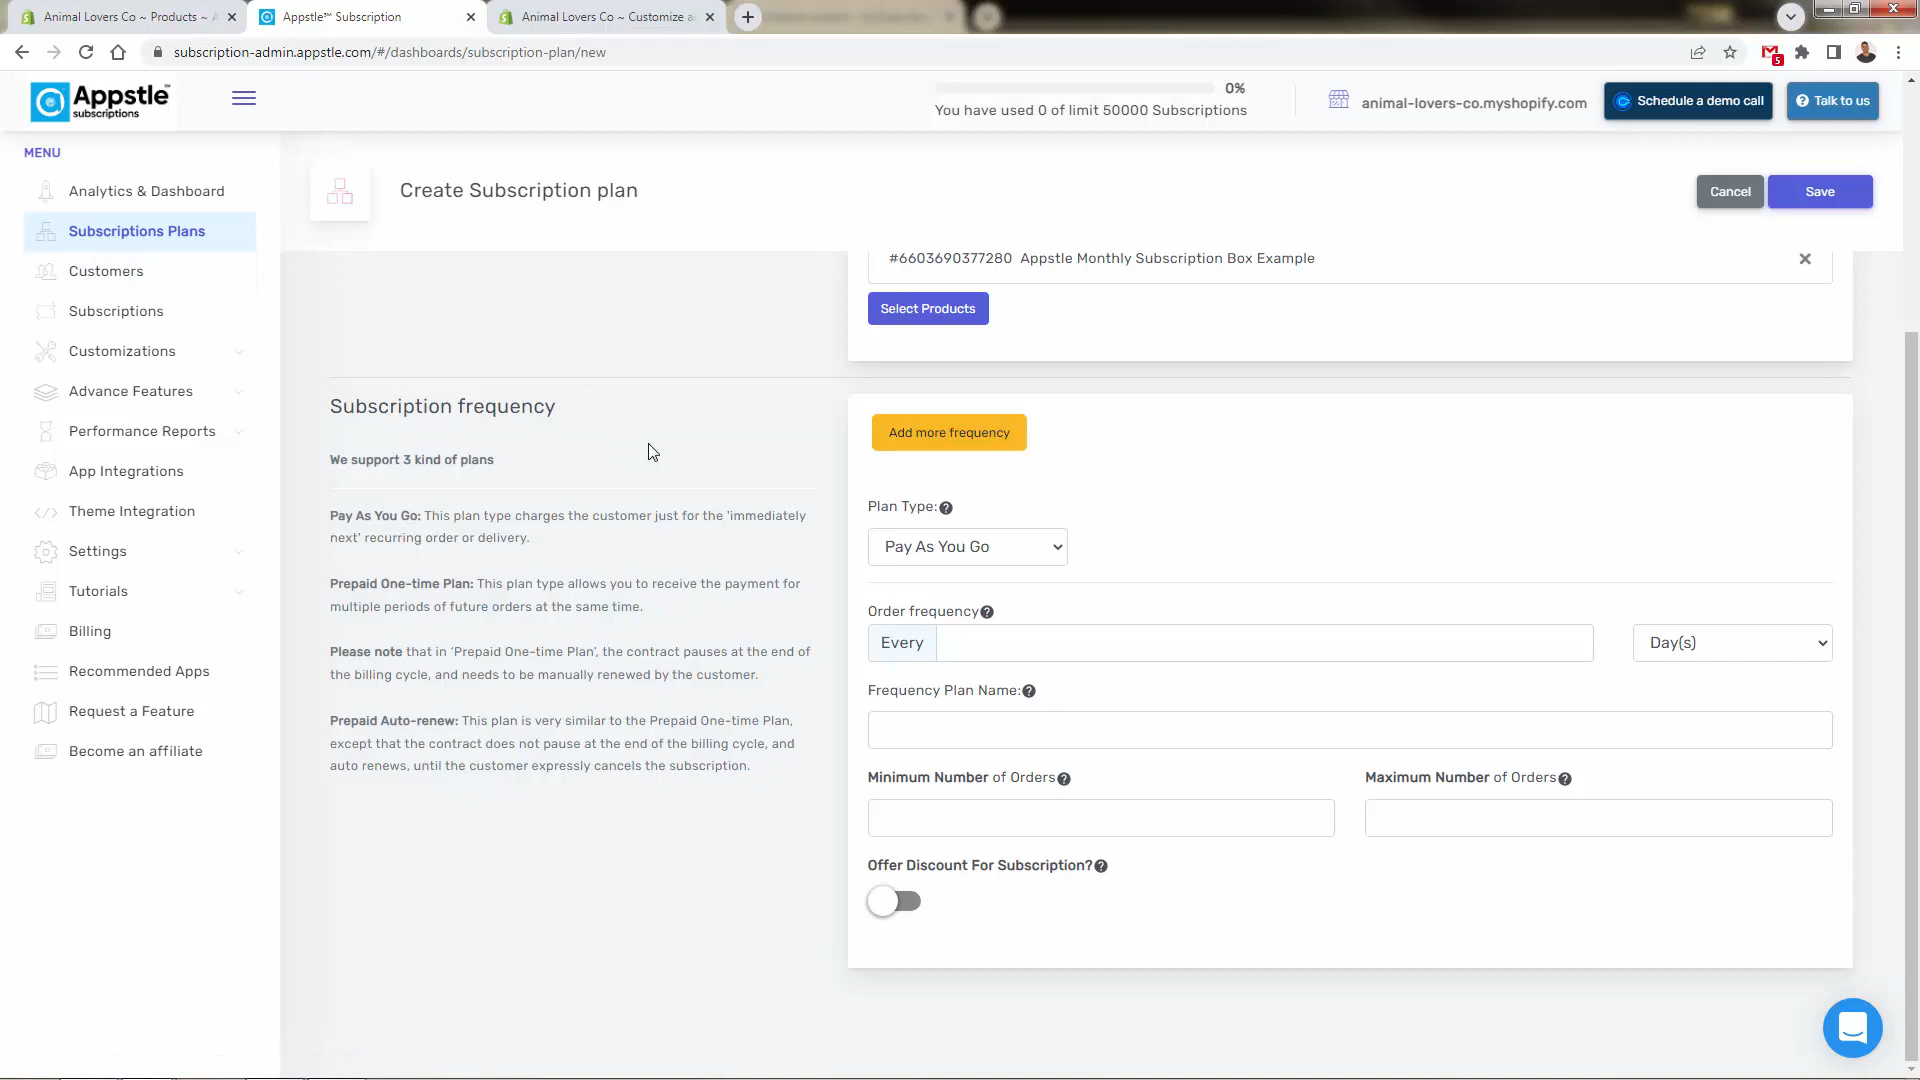 Animal Lovers Co ~ Products ~ A
Appstle℠ Subscription
Animal Lovers Co ~ Customize a
subscription-admin.appstle.com/#/dashboards/subscription-plan/new
5
Appstle™
subscriptions
0%
You have used 0 of limit 50000 Subscriptions
animal-lovers-co.myshopify.com
Schedule a demo call
Talk to us
MENU
Analytics & Dashboard
Subscriptions Plans
Customers
Subscriptions
Customizations
Advance Features
Performance Reports
App Integrations
Theme Integration
Settings
Tutorials
Billing
Recommended Apps
Request a Feature
Become an affiliate
Create Subscription plan
Cancel
Save
#6603690377280 Appstle Monthly Subscription Box Example
Select Products
Subscription frequency
We support 3 kind of plans
Pay As You Go: This plan type charges the customer just for the 'immediately
next' recurring order or delivery.
Prepaid One-time Plan: This plan type allows you to receive the payment for
multiple periods of future orders at the same time.
Please note that in ‘Prepaid One-time Plan’, the contract pauses at the end of
the billing cycle, and needs to be manually renewed by the customer.
Prepaid Auto-renew: This plan is very similar to the Prepaid One-time Plan,
except that the contract does not pause at the end of the billing cycle, and
auto renews, until the customer expressly cancels the subscription.
Add more frequency
Plan Type:
Pay As You Go
Order frequency
Every
Day(s)
Frequency Plan Name:
Minimum Number of Orders
Maximum Number of Orders
Offer Discount For Subscription?